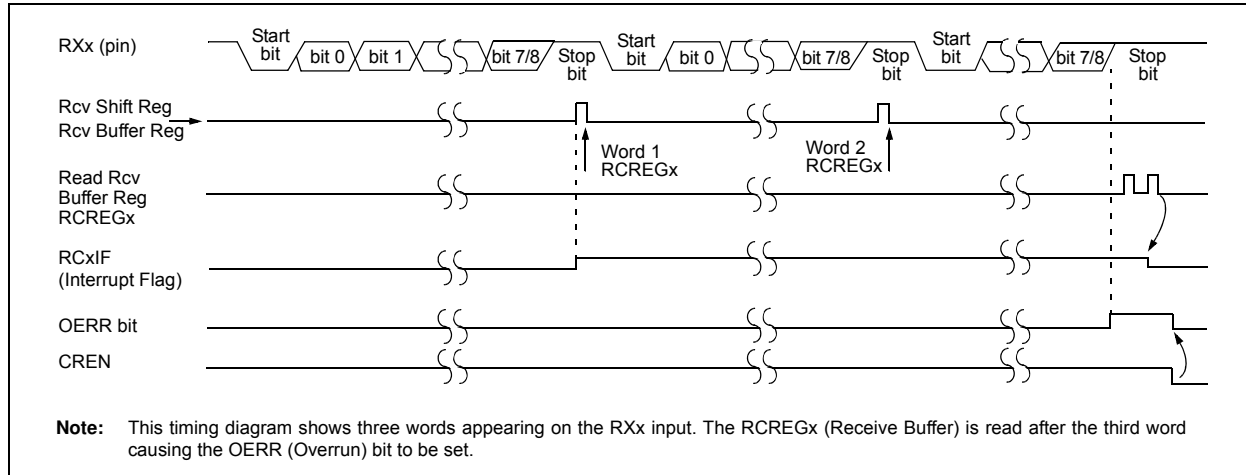 RXx (pin)
Start bit
bit 0
bit 1
bit 7/8
Stop bit
Start bit
bit 0
bit 7/8
Stop bit
Start bit
bit 7/8
Stop bit
Rcv Shift Reg
Rcv Buffer Reg
Word 1
RCREGx
Word 2
RCREGx
Read Rcv
Buffer Reg
RCREGx
RCxIF
(Interrupt Flag)
OERR bit
CREN
Note: This timing diagram shows three words appearing on the RXx input. The RCREGx (Receive Buffer) is read after the third word
causing the OERR (Overrun) bit to be set.